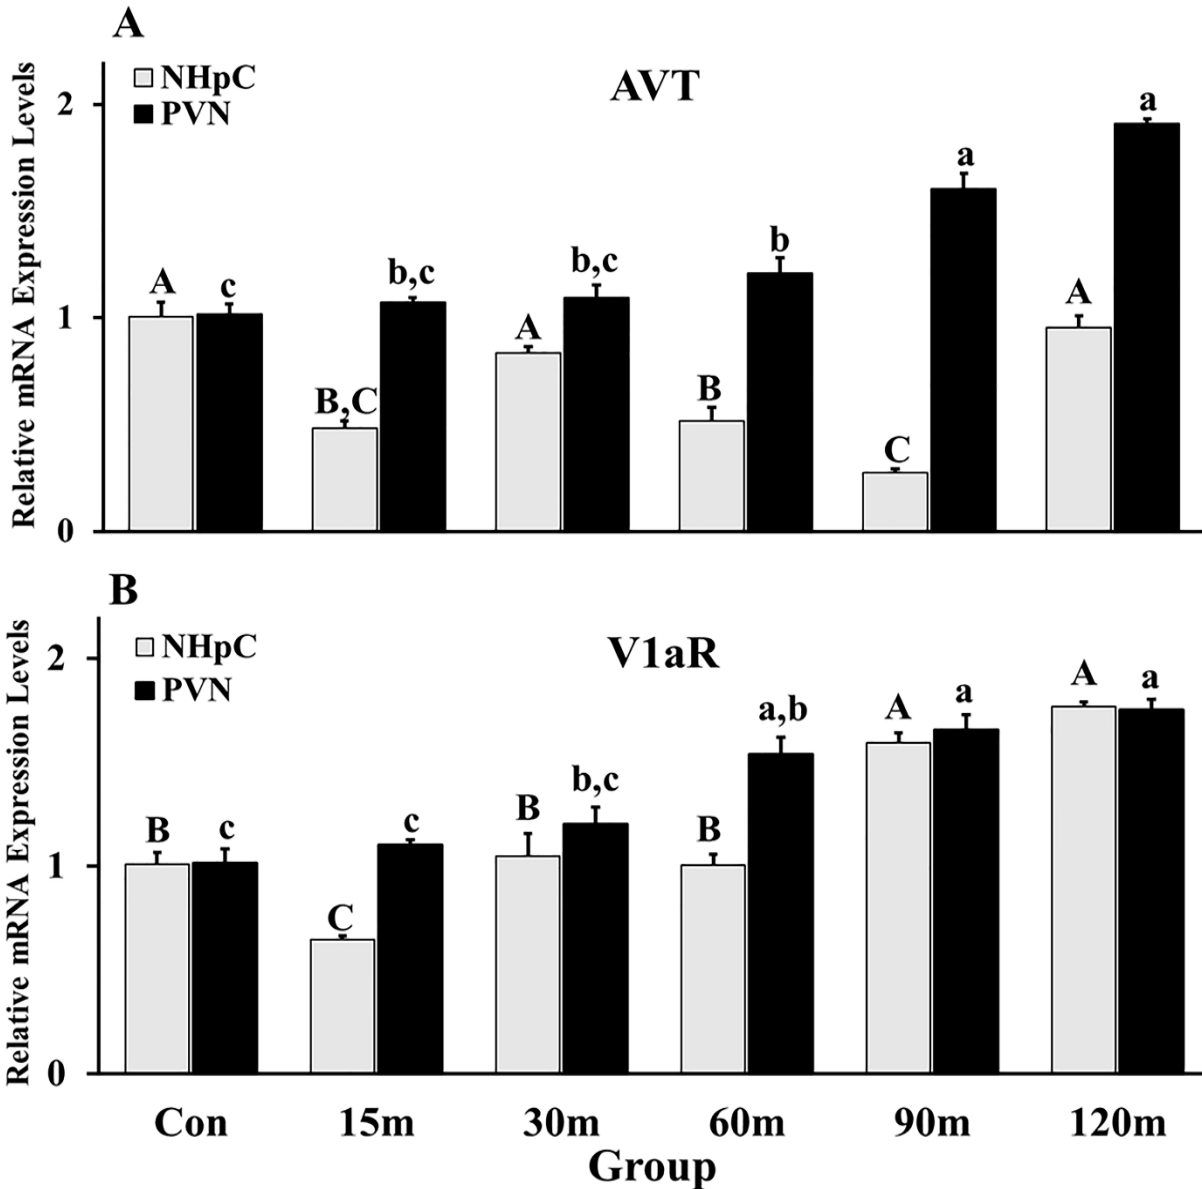 A
Relative mRNA Expression Levels
NHpC
PVN
AVT
2
1
0
A
c
B,C
b,c
A
b,c
B
b
C
a
A
a
B
Relative mRNA Expression Levels
NHpC
PVN
V1aR
2
1
0
B
c
C
c
B
b,c
B
a,b
A
a
A
a
Con 15m 30m 60m 90m 120m
Group